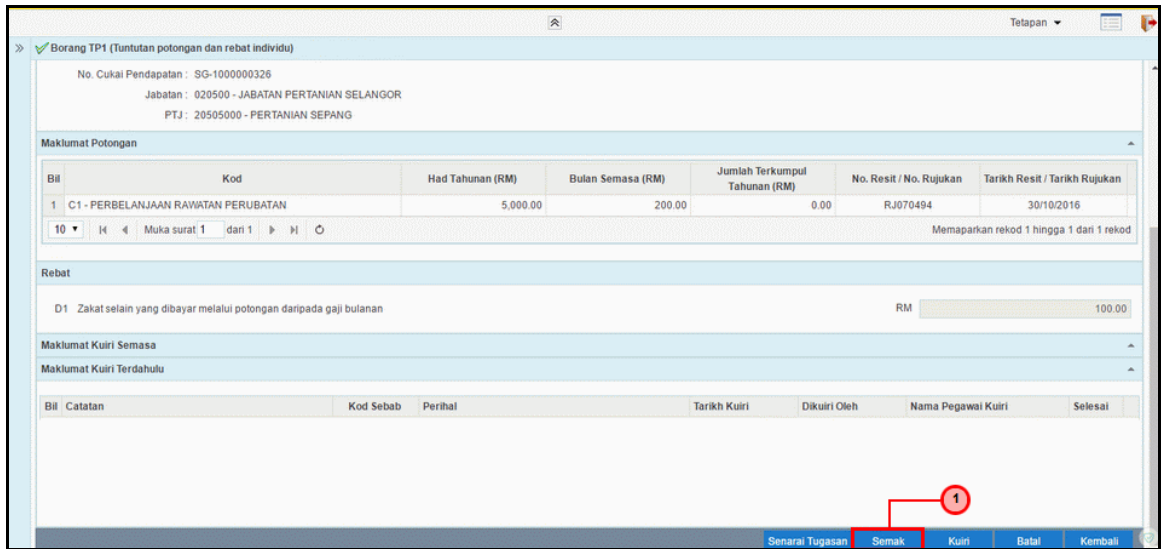 Tetapan
Borang TP1 (Tuntutan potongan dan rebat individu)
No. Cukai Pendapatan : SG-1000000326
Jabatan : 020500 - JABATAN PERTANIAN SELANGOR
PTJ : 20505000 - PERTANIAN SEPANG
Maklumat Potongan
Bil Kod Had Tahunan (RM) Bulan Semasa (RM) Jumlah Terkumpul Tahunan (RM) No. Resit / No. Rujukan Tarikh Resit / Tarikh Rujukan
1 C1 - PERBELANJAAN RAWATAN PERUBATAN 5,000.00 200.00 0.00 RJ070494 30/10/2016
10 Muka surat 1 dari 1 Memaparkan rekod 1 hingga 1 dari 1 rekod
Rebat
D1 Zakat selain yang dibayar melalui potongan daripada gaji bulanan RM 100.00
Maklumat Kuiri Semasa
Maklumat Kuiri Terdahulu
Bil Catatan Kod Sebab Perihal Tarikh Kuiri Dikuiri Oleh Nama Pegawai Kuiri Selesai
1
Senarai Tugasan Semak Kuiri Batal Kembali